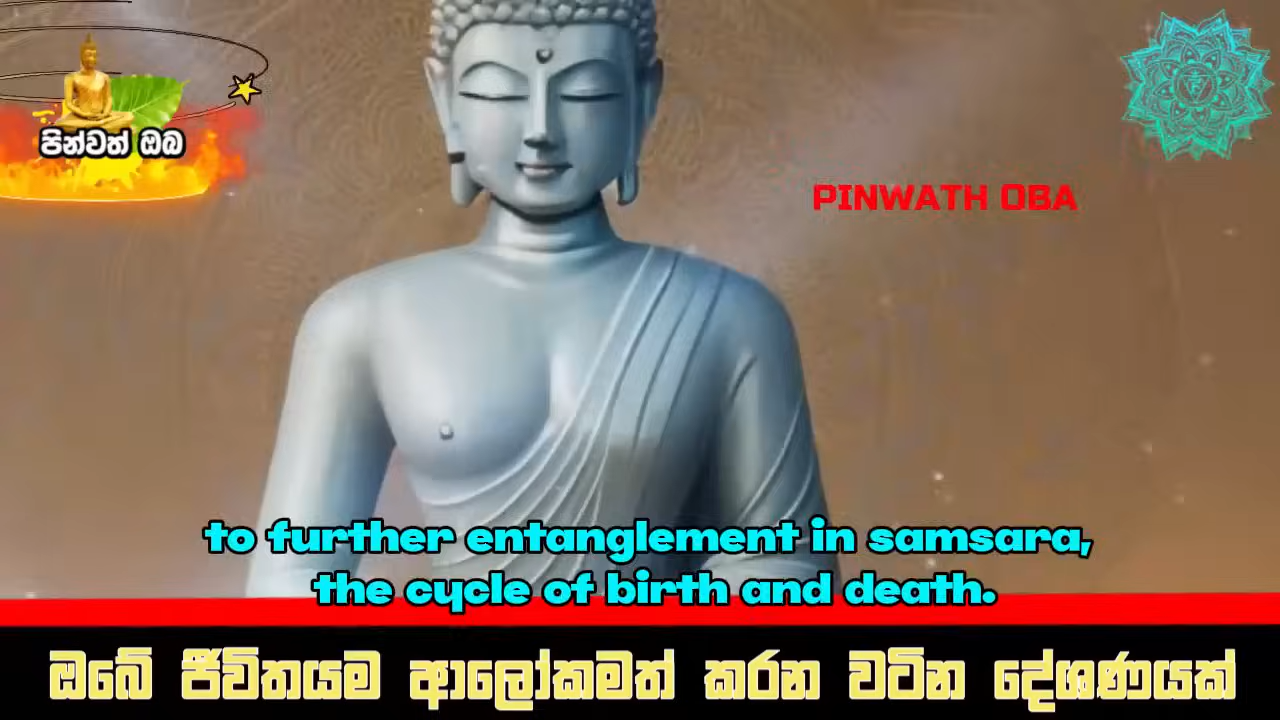 පින්වත් ඔබ
PINWATH OBA
to further entanglement in samsara,
the cycle of birth and death.
ඔබේ ජීවිතයම ආලෝකමත් කරන වටින දේශණයක්